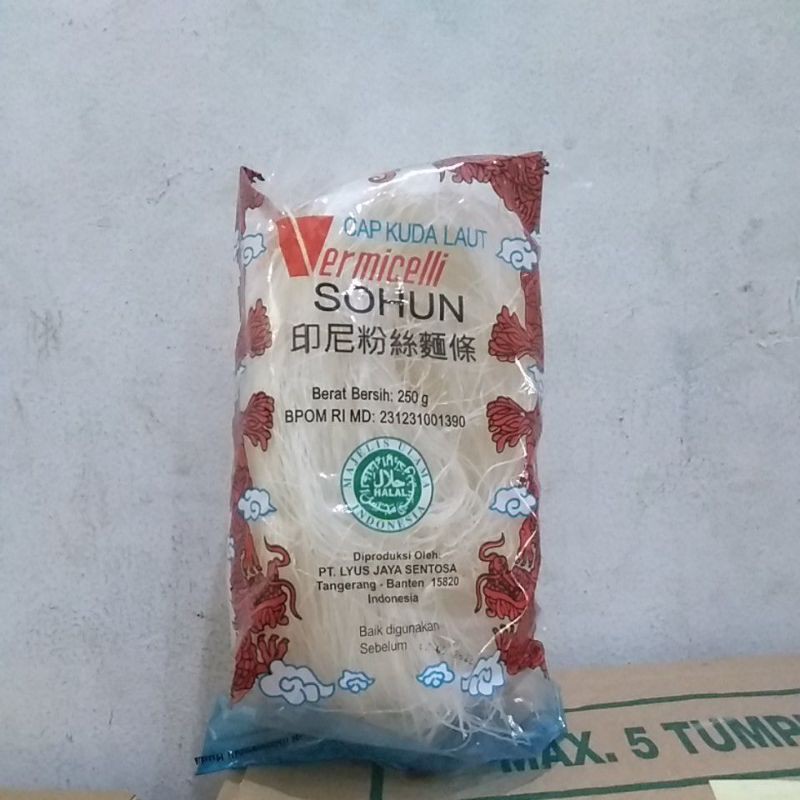 CAP KUDA LAUT
Vermicelli
SOHUN
印尼粉絲麵條
Berat Bersih: 250 g
BPOM RI MD: 231231001390
MAJELIS ULAMA
حلال
HALAL
INDONESIA
Diproduksi Oleh:
PT. LYUS JAYA SENTOSA
Tangerang - Banten 15820
Indonesia
Baik digunakan
Sebelum
MAX. 5